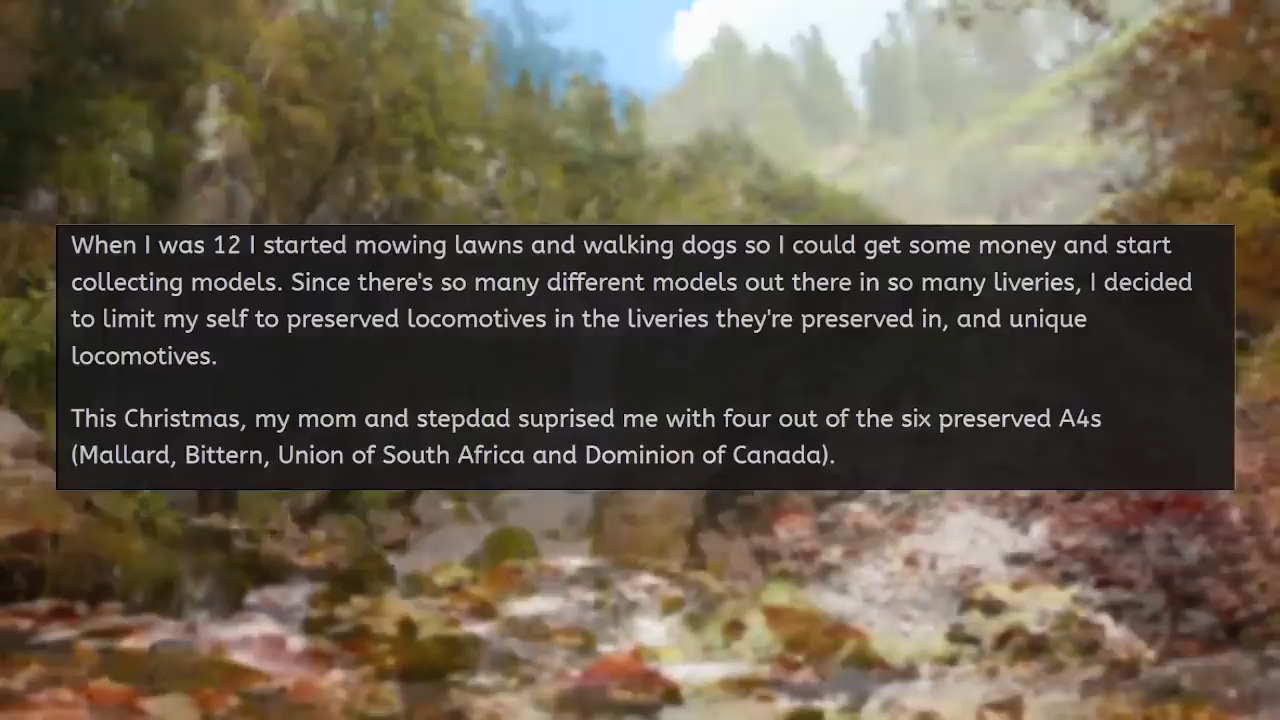 When I was 12 I started mowing lawns and walking dogs so I could get some money and start
collecting models. Since there's so many different models out there in so many liveries, I decided
to limit my self to preserved locomotives in the liveries they're preserved in, and unique
locomotives.
This Christmas, my mom and stepdad suprised me with four out of the six preserved A4s
(Mallard, Bittern, Union of South Africa and Dominion of Canada).